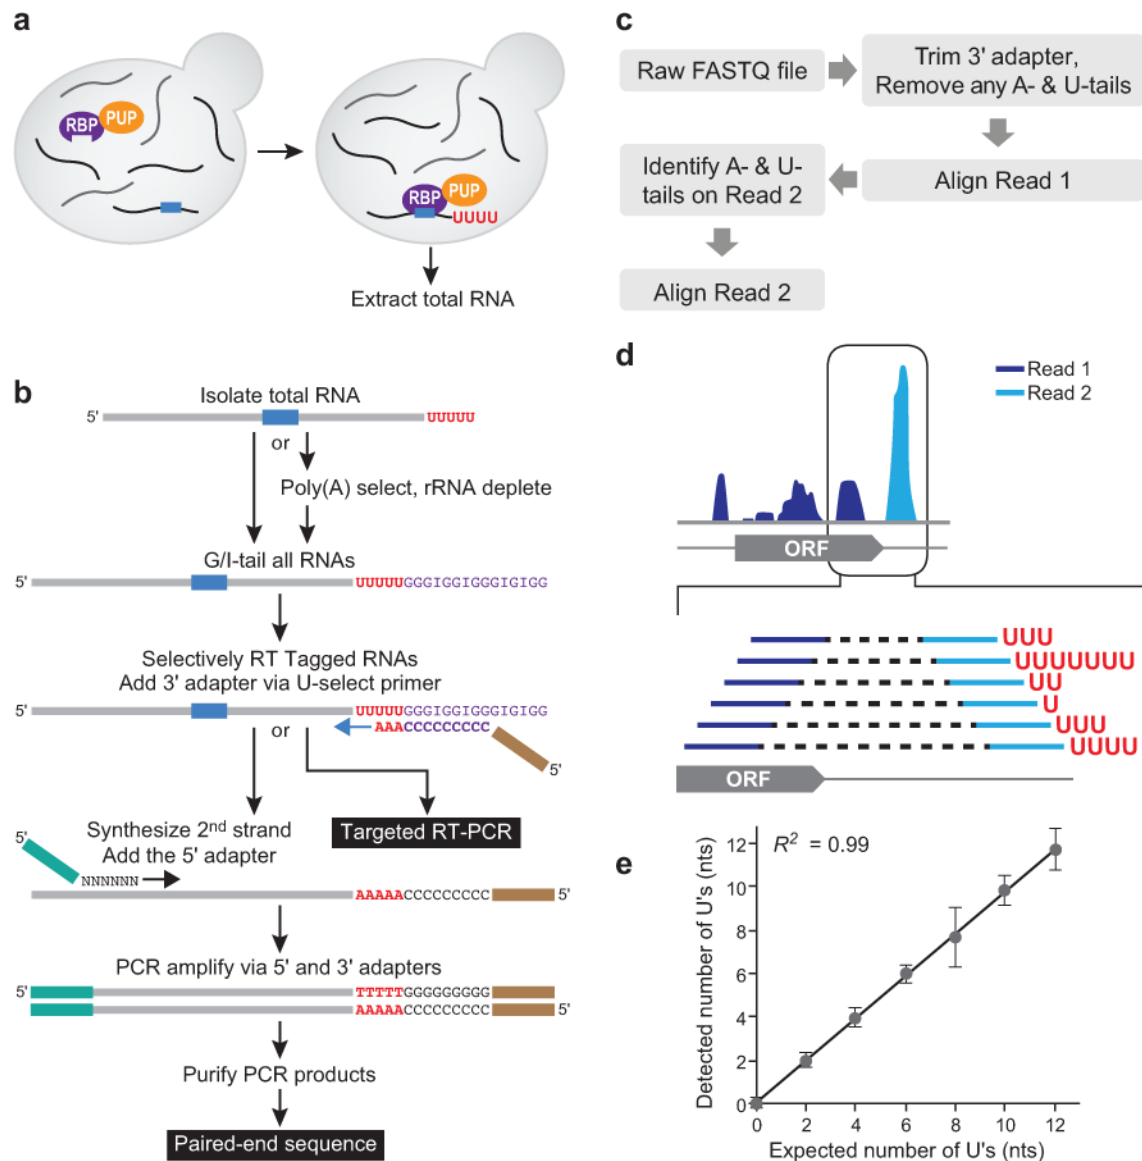 a
RBP
PUP
RBP
PUP
UUUU
Extract total RNA
b
Isolate total RNA
5'
UUUUU
or
Poly(A) select, rRNA deplete
G/I-tail all RNAs
5'
UUUUUGGGIGGIGGGIGIGG
Selectively RT Tagged RNAs
Add 3' adapter via U-select primer
5'
UUUUUGGGIGGIGGGIGIGG
AAACCCCCCCCC
or
5'
Synthesize 2nd strand
Add the 5' adapter
Targeted RT-PCR
5'
NNNNNN
AAAAACCCCCCCCC
5'
PCR amplify via 5' and 3' adapters
5'
TTTTTGGGGGGGGG
AAAAACCCCCCCCC
5'
Purify PCR products
Paired-end sequence
c
Raw FASTQ file
Trim 3' adapter,
Remove any A- & U-tails
Identify A- & U-
tails on Read 2
Align Read 1
Align Read 2
d
Read 1
Read 2
ORF
UUU
UUUUUUU
UU
U
UUU
UUUU
ORF
e
R² = 0.99
Detected number of U's (nts)
12
10
8
6
4
2
0
0 2 4 6 8 10 12
Expected number of U's (nts)